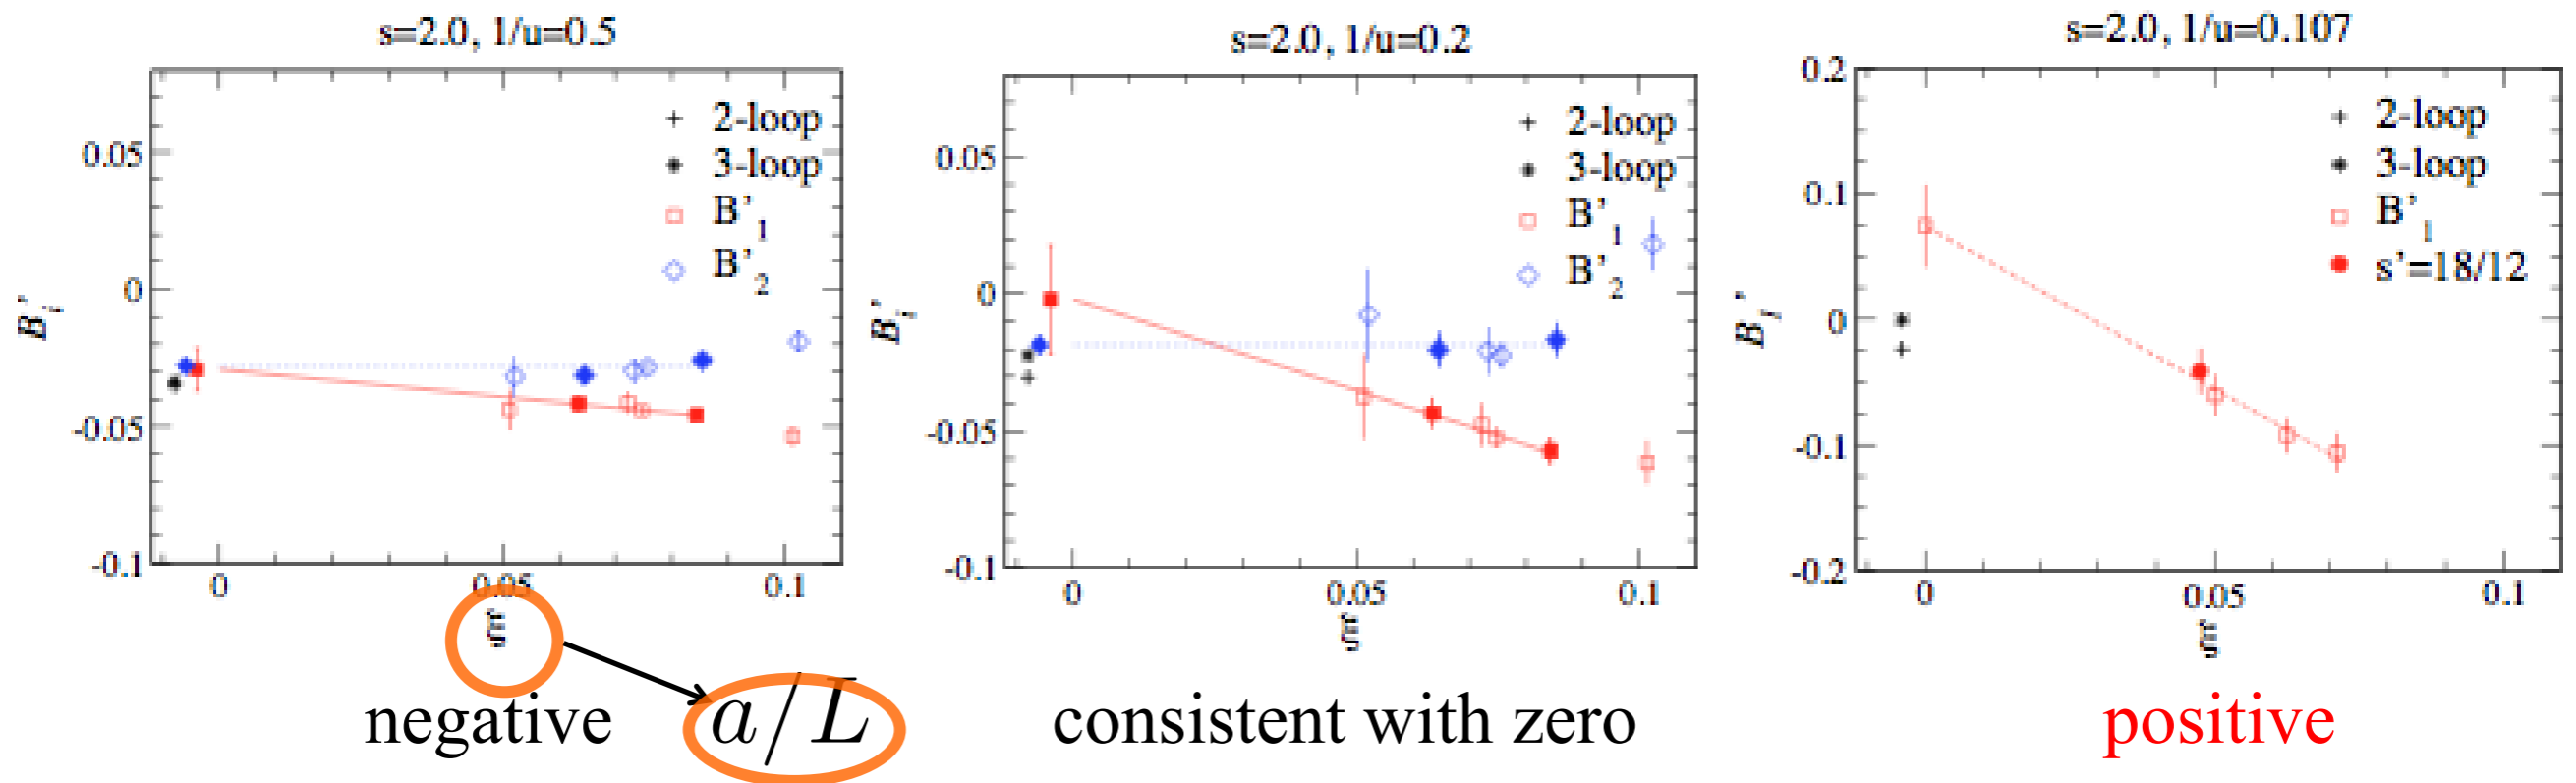 s=2.0, 1/u=0.5
2-loop
3-loop
B'1
B'2
0.05
0
-0.05
-0.1
Bi'
0
0.05
0.1
ξ
s=2.0, 1/u=0.2
2-loop
3-loop
B'1
B'2
0.05
0
-0.05
-0.1
Bi'
0
0.05
0.1
ξ
s=2.0, 1/u=0.107
2-loop
3-loop
B'1
s'=18/12
0.2
0.1
0
-0.1
-0.2
0
0.05
0.1
ξ
negative
a/L
consistent with zero
positive